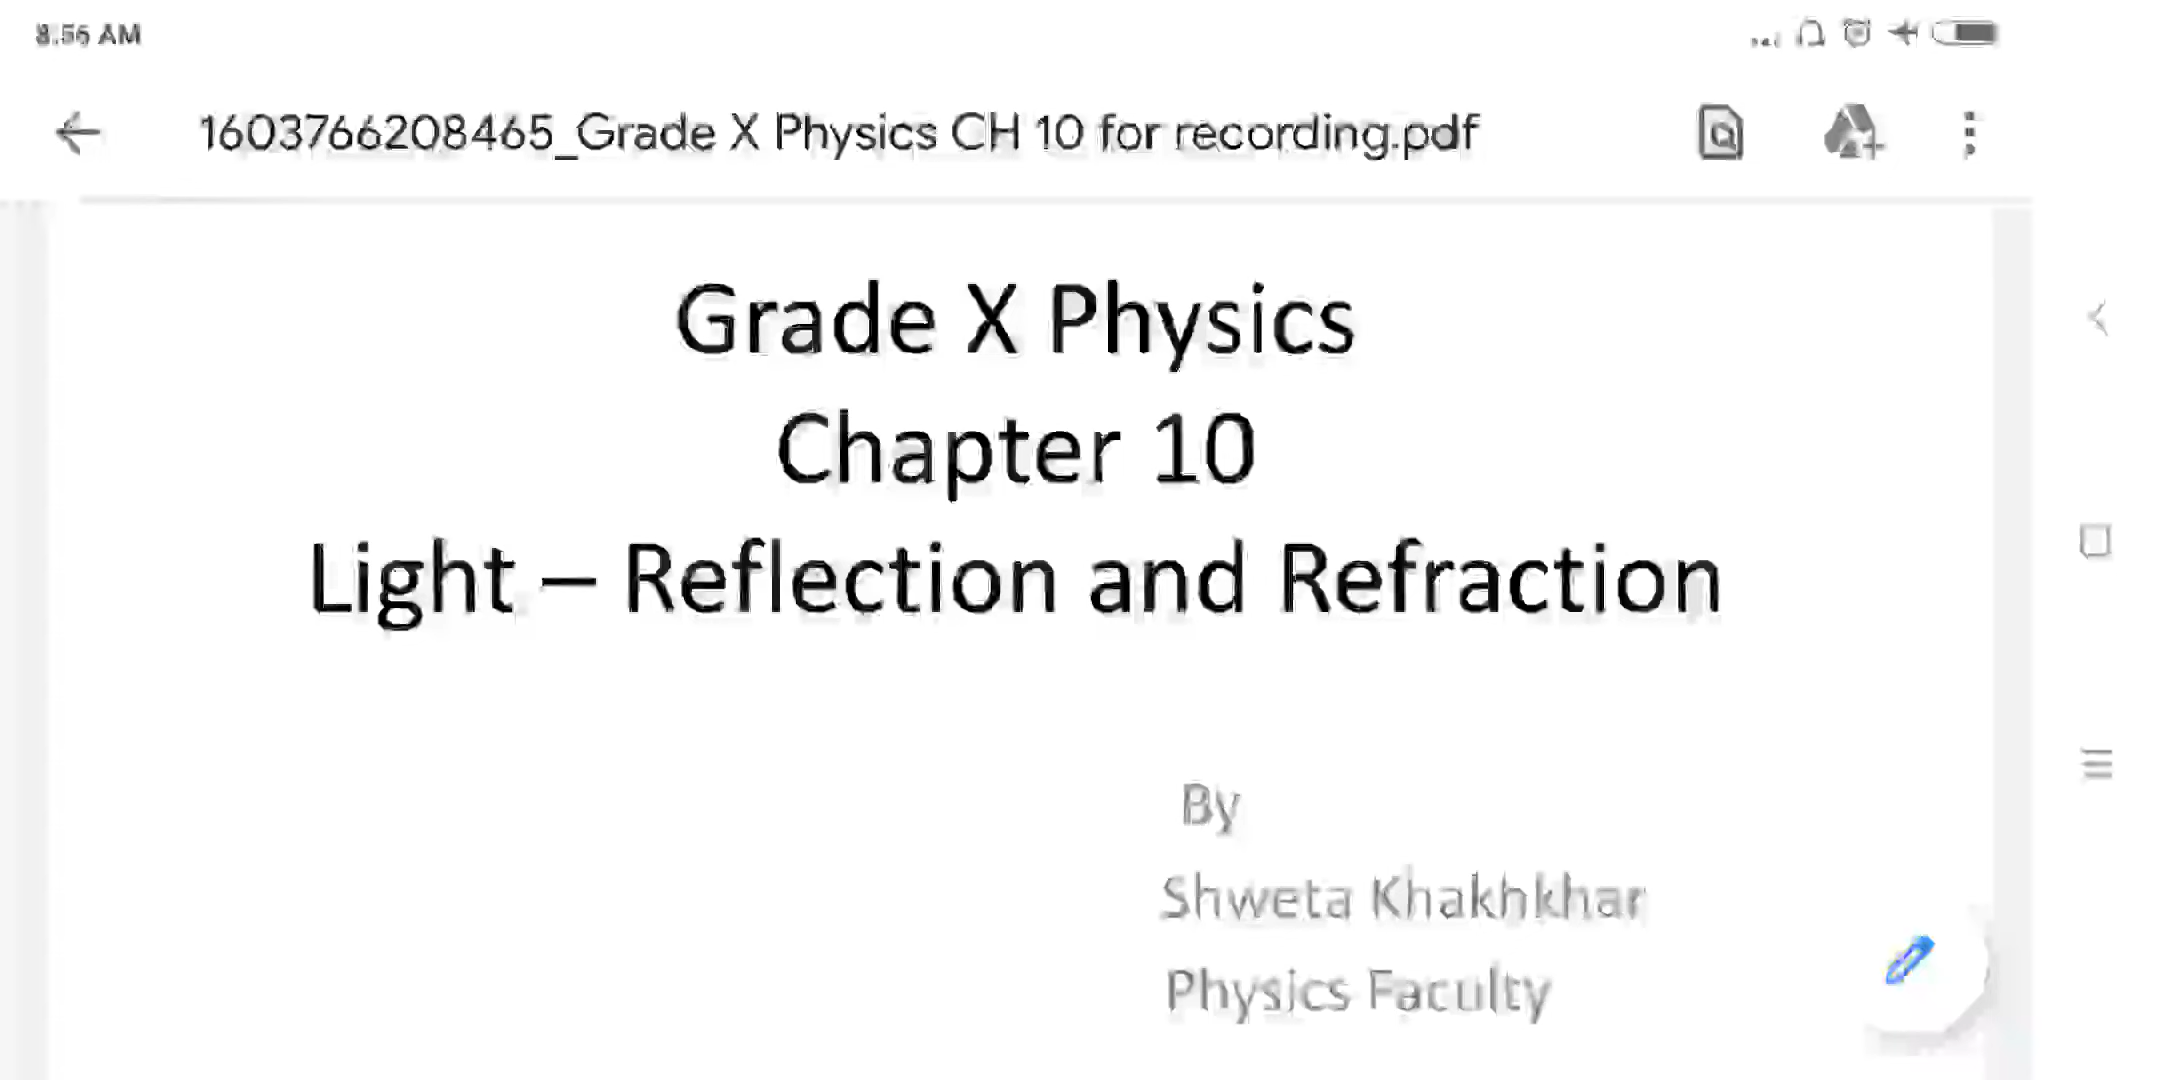 8:56 AM
1603766208465_Grade X Physics CH 10 for recording.pdf
Grade X Physics
Chapter 10
Light – Reflection and Refraction
By
Shweta Khakhkhar
Physics Faculty